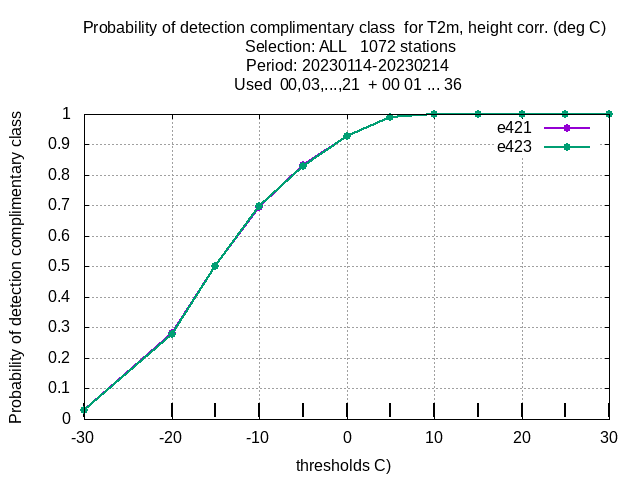 Probability of detection complimentary class  for T2m, height corr. (deg C)
Selection: ALL   1072 stations
Period: 20230114-20230214
Used  00,03,...,21  + 00 01 ... 36
Probability of detection complimentary class
1
0.9
0.8
0.7
0.6
0.5
0.4
0.3
0.2
0.1
0
e421
e423
-30 -20 -10 0 10 20 30
thresholds C)